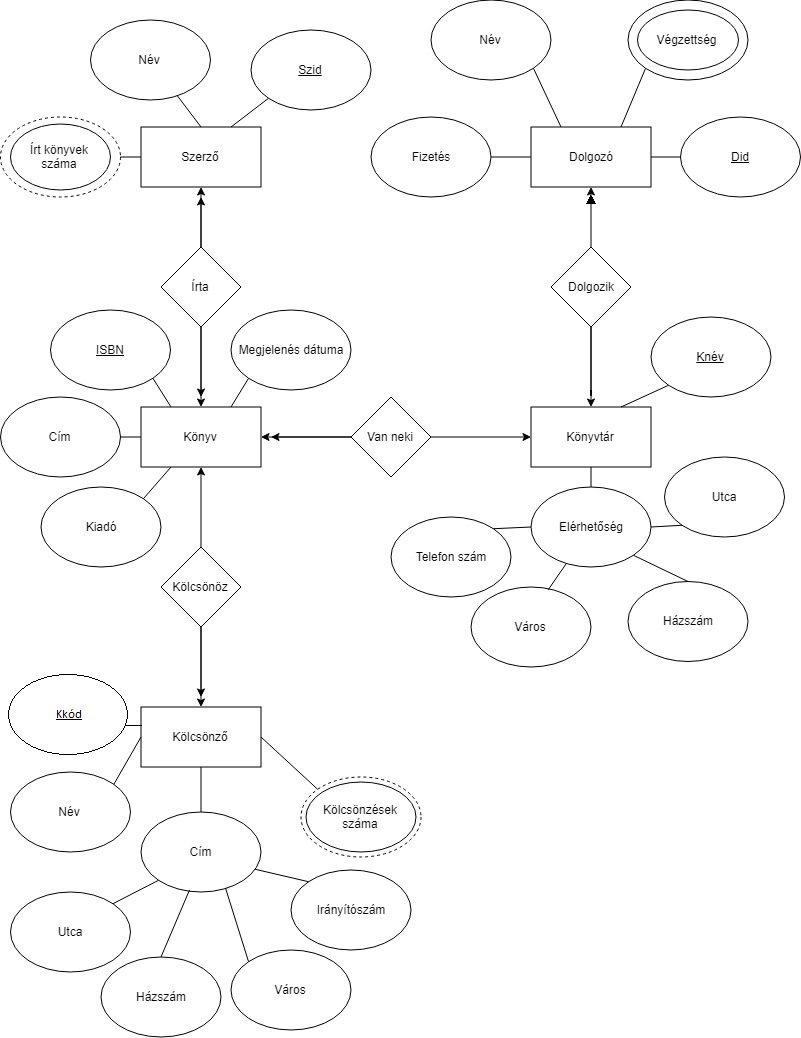 Név
Szid
Írt könyvek
száma
Szerző
Név
Végzettség
Fizetés
Dolgozó
Did
Írta
Dolgozik
ISBN
Megjelenés dátuma
Knév
Cím
Könyv
Van neki
Könyvtár
Kiadó
Elérhetőség
Utca
Telefon szám
Város
Házszám
Kölcsönöz
Kkód
Kölcsönző
Név
Kölcsönzések
száma
Cím
Utca
Irányítószám
Házszám
Város